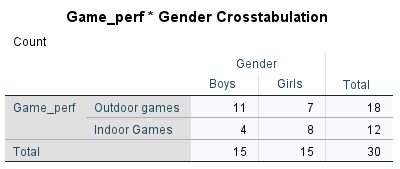 Game_perf * Gender Crosstabulation
Count
Gender
Boys Girls Total
Game_perf Outdoor games 11 7 18
Indoor Games 4 8 12
Total 15 15 30